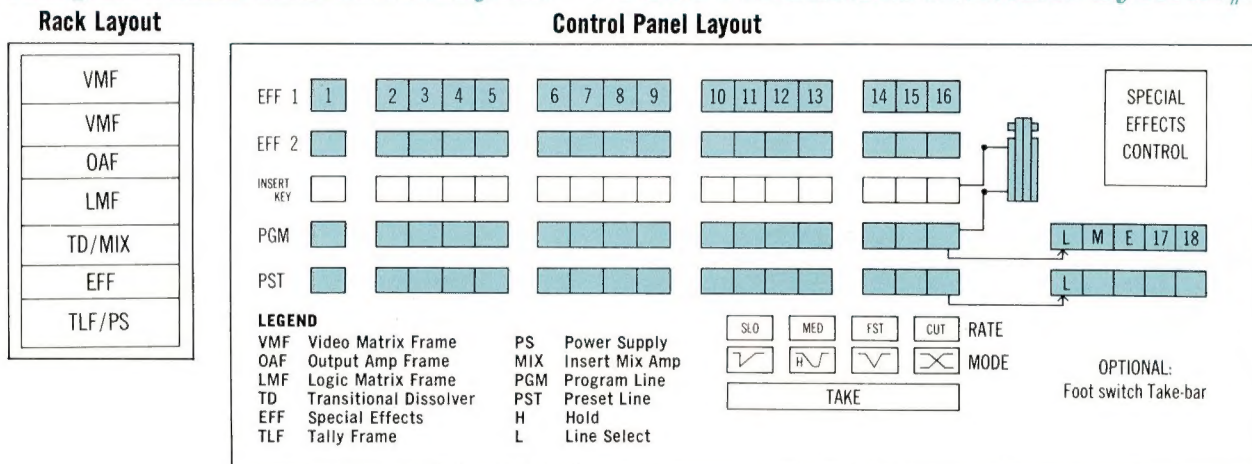 Rack Layout
VMF
VMF
OAF
LMF
TD/MIX
EFF
TLF/PS
Control Panel Layout
EFF 1 1 2 3 4 5 6 7 8 9 10 11 12 13 14 15 16
EFF 2
INSERT
KEY
PGM
PST
SPECIAL
EFFECTS
CONTROL
L M E 17 18
L
LEGEND
VMF Video Matrix Frame
OAF Output Amp Frame
LMF Logic Matrix Frame
TD Transitional Dissolver
EFF Special Effects
TLF Tally Frame
PS Power Supply
MIX Insert Mix Amp
PGM Program Line
PST Preset Line
H Hold
L Line Select
SLO MED FST CUT RATE
H MODE
TAKE
OPTIONAL:
Foot switch Take-bar